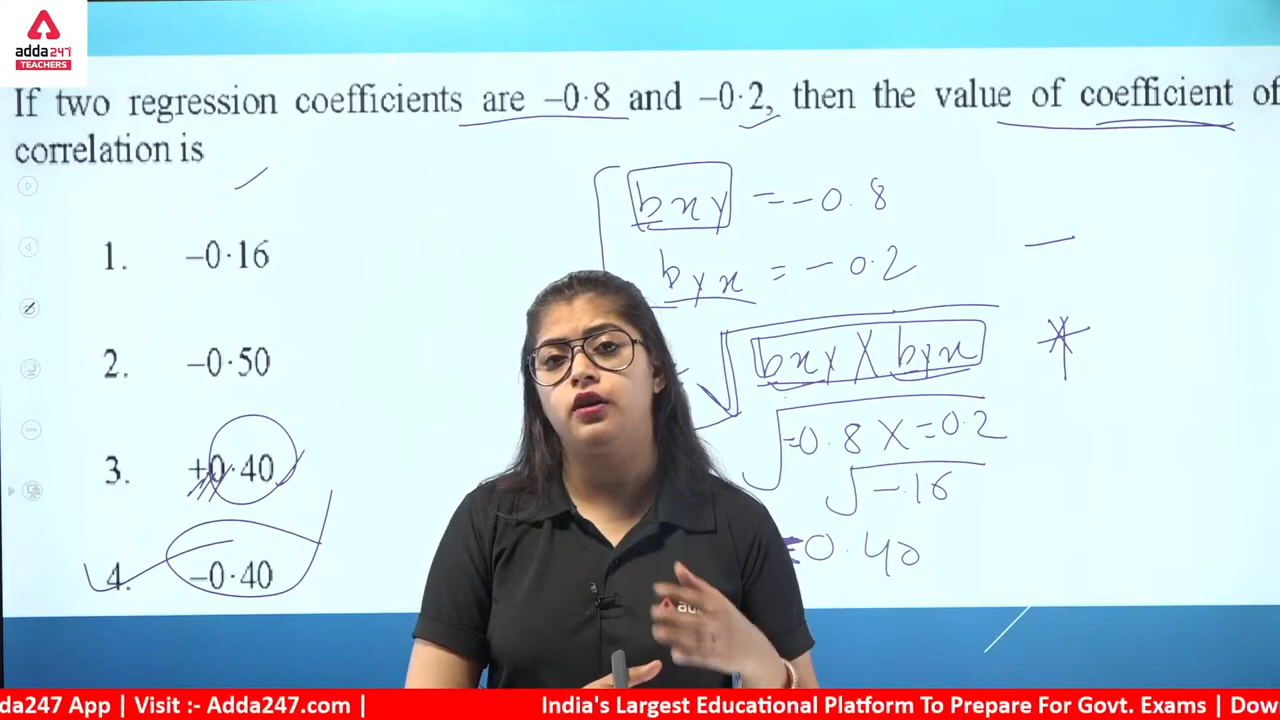 adda247
TEACHERS
If two regression coefficients are –0·8 and –0·2, then the value of coefficient of
correlation is
1. –0·16
2. –0·50
3. +0·40
4. –0·40
bxy = -0.8
byx = -0.2
√bxy X byx
√-0.8 X -0.2
√-.16
0.40
da247 App | Visit :- Adda247.com |
India's Largest Educational Platform To Prepare For Govt. Exams | Dow